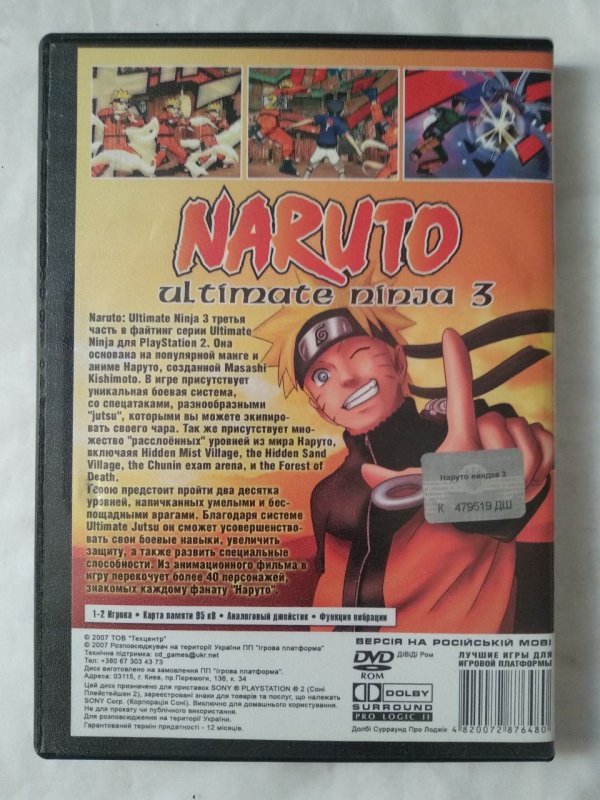 NARUTO
ultimate ninja 3
Naruto: Ultimate Ninja 3 третья
часть в файтинг серии Ultimate
Ninja для PlayStation 2. Она
основана на популярной манге и
аниме Наруто, созданной Masashi
Kishimoto. В игре присутствует
уникальная боевая система,
со спецатаками, разнообразными
"jutsu", которыми вы можете экипиро-
вать своего чара. Так же присутствует мно-
жество "расслоённых" уровней из мира Наруто,
включаяя Hidden Mist Village, the Hidden Sand
Village, the Chunin exam arena, и the Forest of
Death.
Герою предстоит пройти два десятка
уровней, напичканных умелыми и бес-
пощадными врагами. Благодаря системе
Ultimate Jutsu он сможет усовершенство-
вать свои боевые навыки, увеличить
защиту, а также развить специальные
способности. Из анимационного фильма в
игру перекочует более 40 персонажей,
знакомых каждому фанату "Наруто".
Наруто ниндзя 3
К 479519 ДШ
1-2 Игрока • Карта памяти 95 кВ • Аналоговый джойстик • Функция вибрации
© 2007 ТОВ "Техцентр"
© 2007 Розповсюджувач на території України ПП "Ігрова платформа".
Технічна підтримка: cd_games@ukr.net
Тел: +380 67 303 43 73
Диск виготовлено на замовлення ПП "Ігрова платформа".
Адреса: 03115, г. Киев, пр.Перемоги, 136, к. 34
Цей диск призначено для приставок SONY ® PLAYSTATION ® 2 (Соні
Плейстейшен 2), зареєстровані знаки для товарів та послуг, що належать
SONY Corp. (Корпорація Соні). Виключно для домашнього користування.
Не для прокату чи публічного використання.
Для розповсюдження на території України.
Гарантований термін придатності - 12 місяців.
ВЕРСІЯ НА РОСІЙСЬКІЙ МОВІ
DVD
ROM
ДіВіДі Ром
ЛУЧШИЕ ИГРЫ ДЛЯ
ИГРОВОЙ ПЛАТФОРМЫ
DOLBY
SURROUND
PRO LOGIC II
Долбі Сурраунд Про Лоджік
4 820072 876480